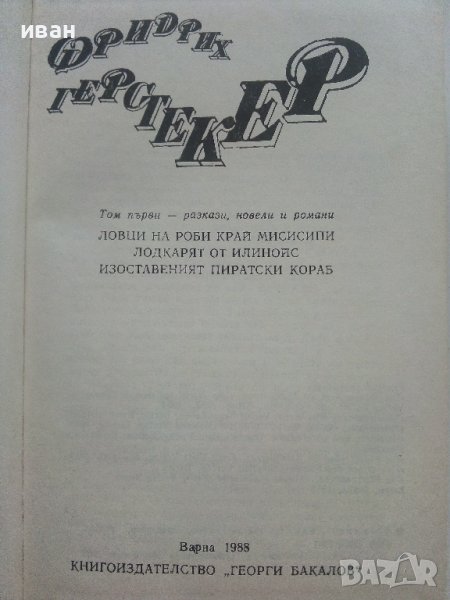 иван
ФРИДРИХ
ГЕРСТЕКЕР
Том първи — разкази, новели и романи
ЛОВЦИ НА РОБИ КРАЙ МИСИСИПИ
ЛОДКАРЯТ ОТ ИЛИНОЙС
ИЗОСТАВЕНИЯТ ПИРАТСКИ КОРАБ
Варна 1988
КНИГОИЗДАТЕЛСТВО „ГЕОРГИ БАКАЛОВ“
BAZAR